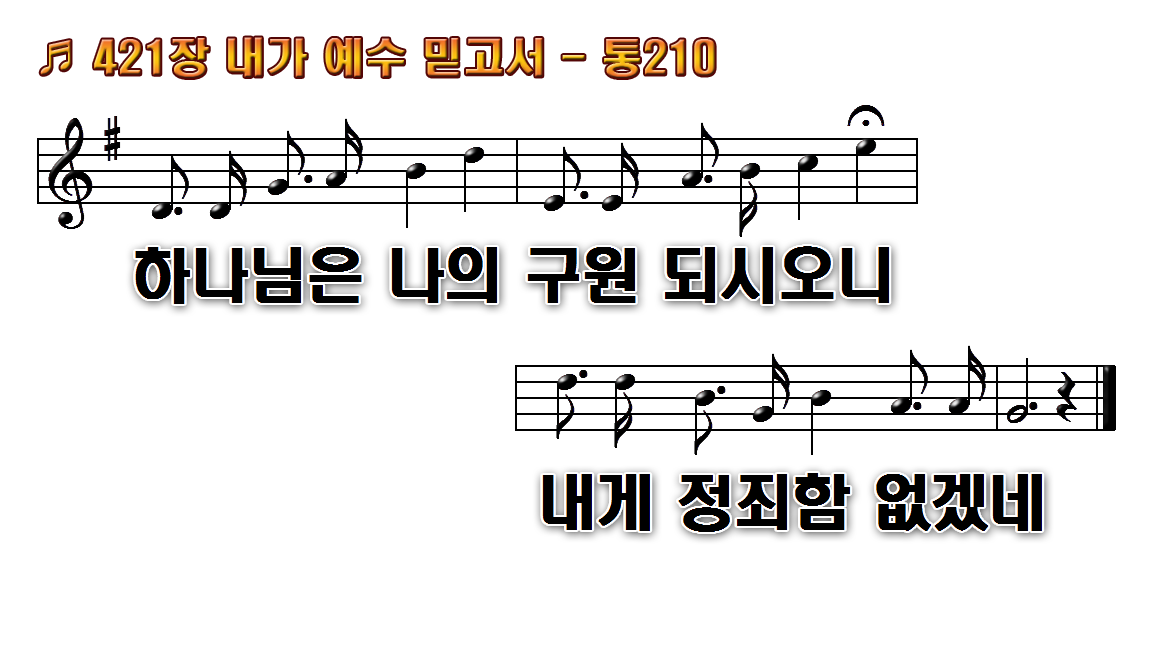 ♬ 421장 내가 예수 믿고서 - 통210
하나님은 나의 구원 되시오니
내게 정죄함 없겠네